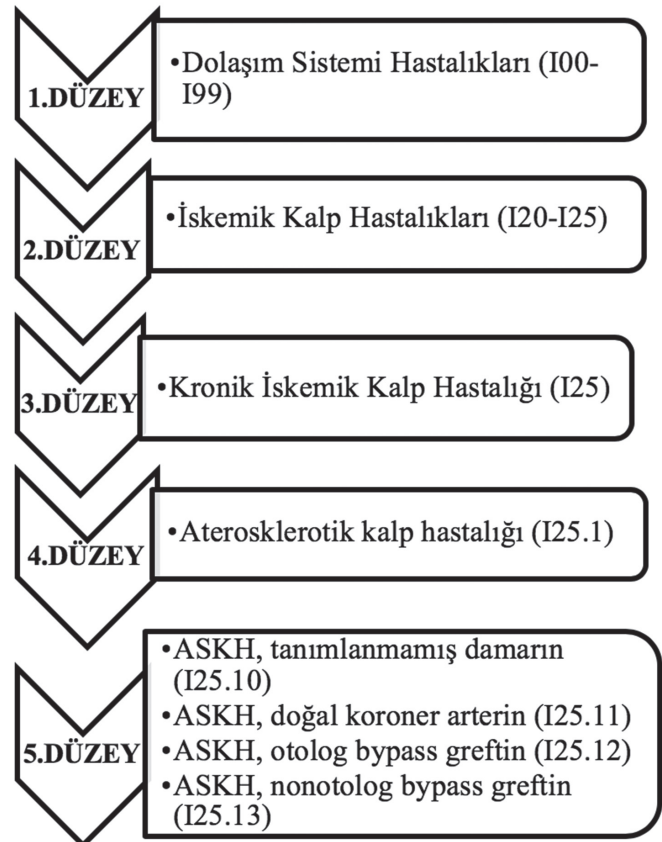 1.DÜZEY
•Dolaşım Sistemi Hastalıkları (I00-
I99)
2.DÜZEY
•İskemik Kalp Hastalıkları (I20-I25)
3.DÜZEY
•Kronik İskemik Kalp Hastalığı (I25)
4.DÜZEY
•Aterosklerotik kalp hastalığı (I25.1)
5.DÜZEY
•ASKH, tanımlanmamış damarın
(I25.10)
•ASKH, doğal koroner arterin (I25.11)
•ASKH, otolog bypass greftin (I25.12)
•ASKH, nonotolog bypass greftin
(I25.13)